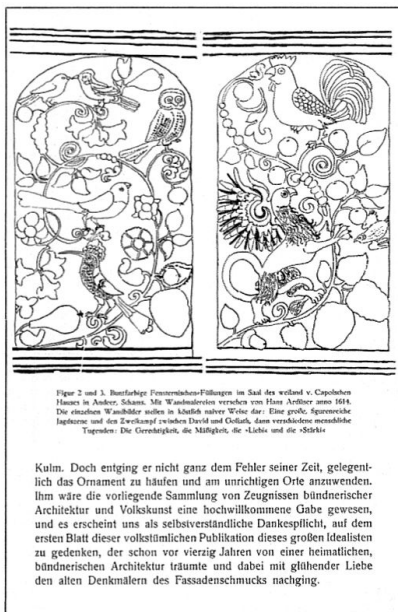 Figur 2 und 3. Buntfarbige Fensternischen-Füllungen im Saal des weiland v. Capolschen
Hauses in Andeer, Schams. Mit Wandmalereien versehen von Hans Ardüser anno 1614.
Die einzelnen Wandbilder stellen in köstlich naiver Weise dar: Eine große, figurenreiche
Jagdszene und den Zweikampf zwischen David und Goliath, dann verschiedene menschliche
Tugenden: Die Gerechtigkeit, die Mäßigkeit, die «Liebi» und die «Stärki»
Kulm. Doch entging er nicht ganz dem Fehler seiner Zeit, gelegent-
lich das Ornament zu häufen und am unrichtigen Orte anzuwenden.
Ihm wäre die vorliegende Sammlung von Zeugnissen bündnerischer
Architektur und Volkskunst eine hochwillkommene Gabe gewesen,
und es erscheint uns als selbstverständliche Dankespflicht, auf dem
ersten Blatt dieser volkstümlichen Publikation dieses großen Idealisten
zu gedenken, der schon vor vierzig Jahren von einer heimatlichen,
bündnerischen Architektur träumte und dabei mit glühender Liebe
den alten Denkmälern des Fassadenschmucks nachging.